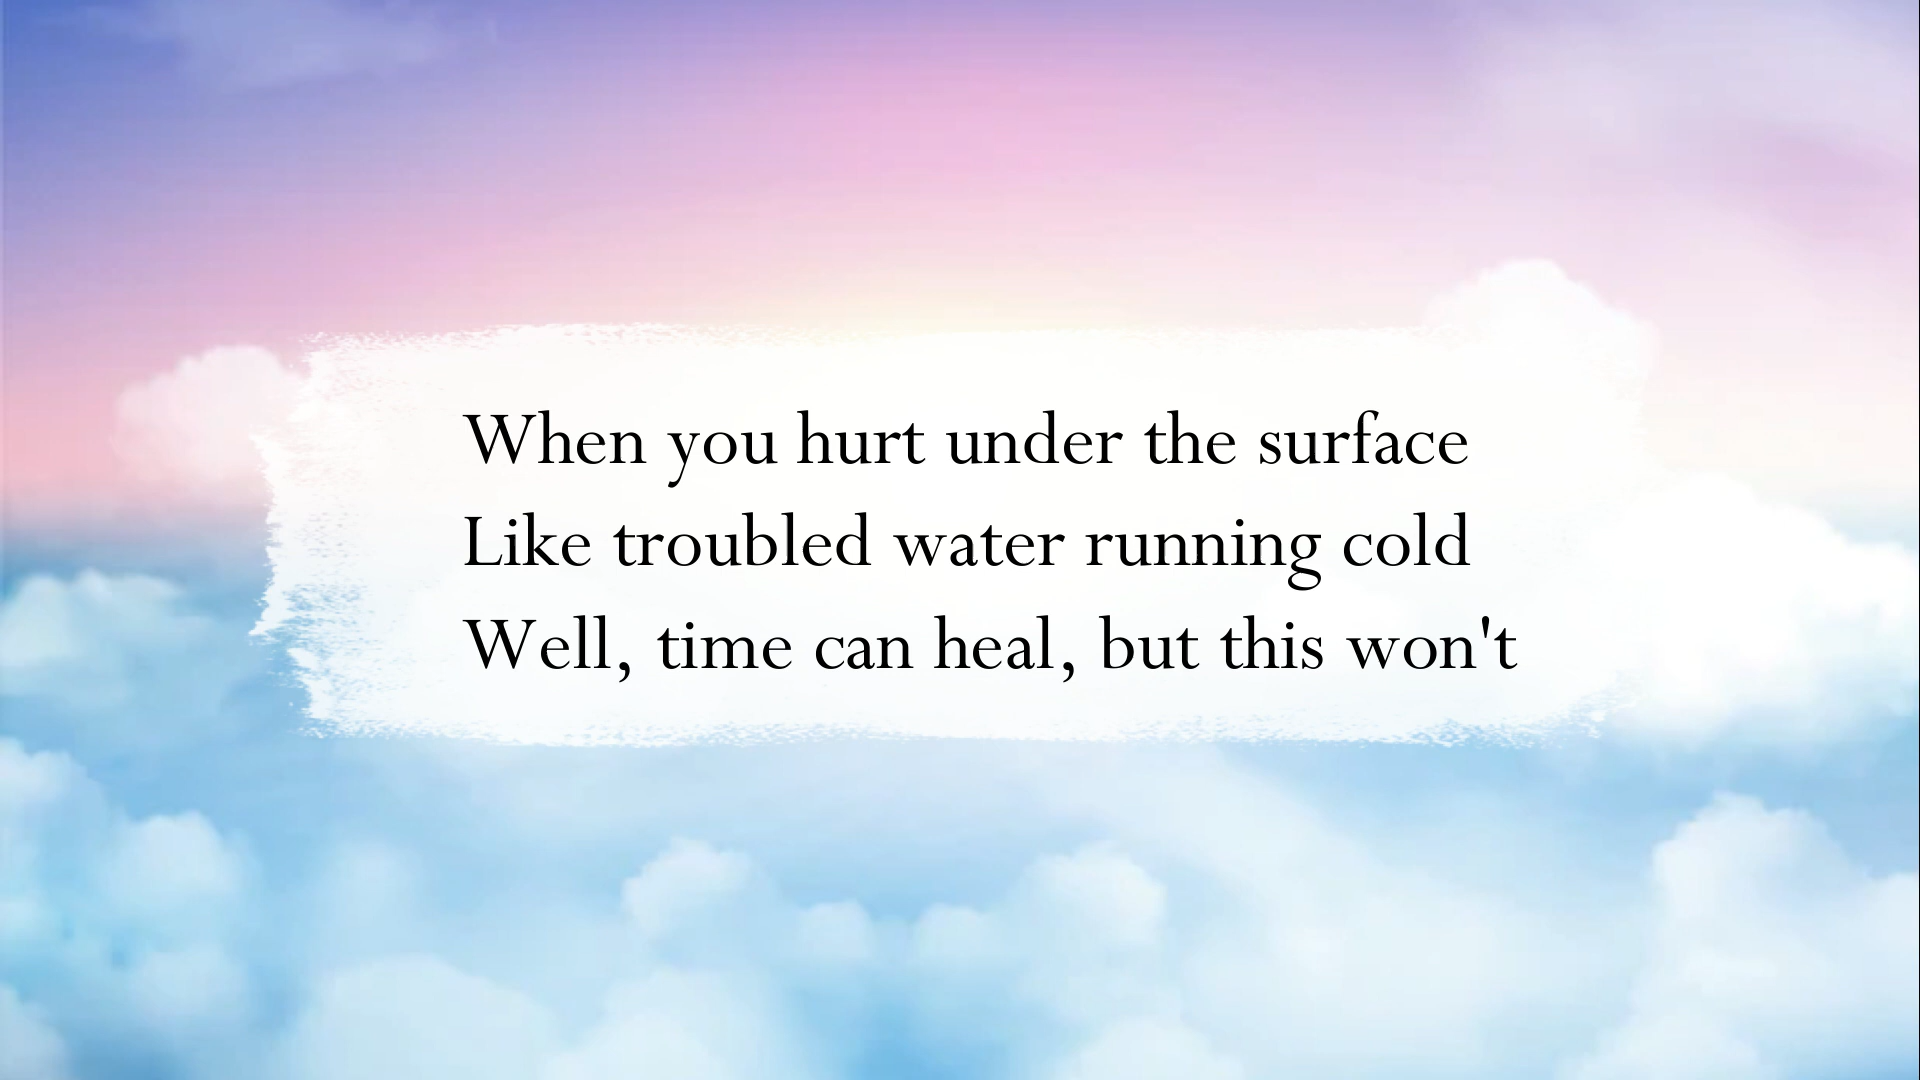 When you hurt under the surface
Like troubled water running cold
Well, time can heal, but this won't